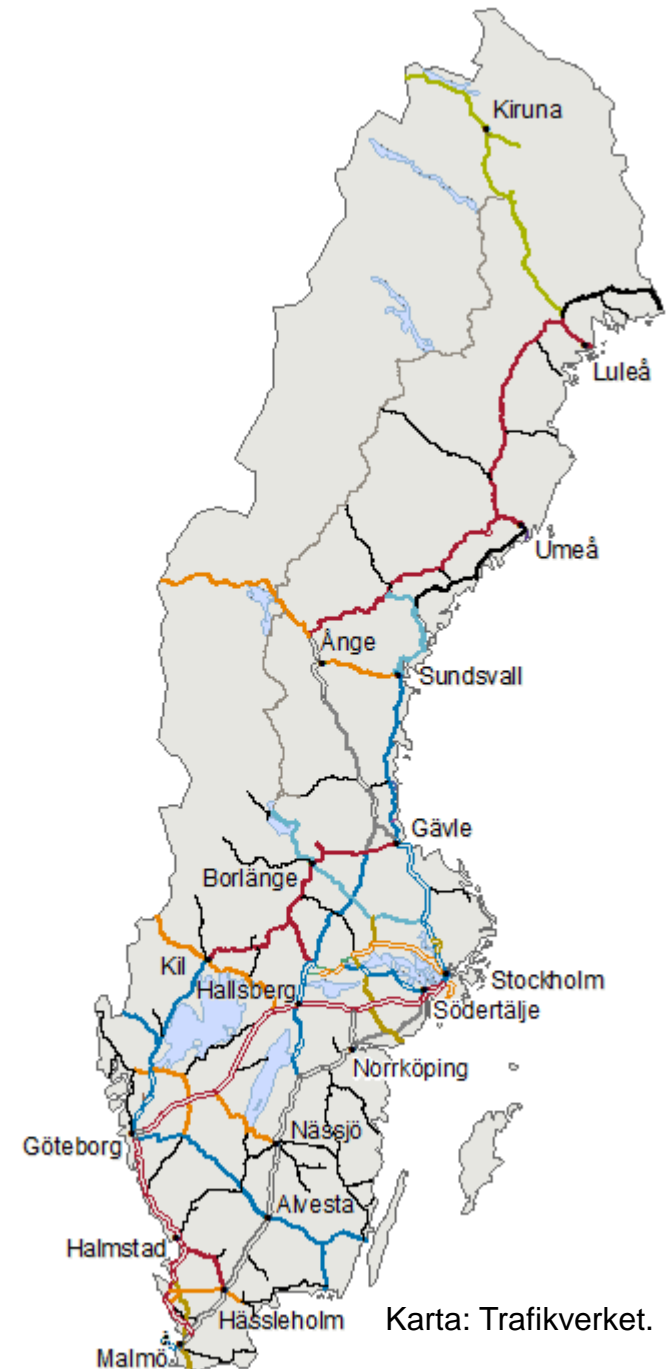 Kiruna
Luleå
Umeå
Ånge
Sundsvall
Gävle
Borlänge
Kil
Stockholm
Hallsberg
Södertälje
Norrköping
Göteborg
Nässjö
Alvesta
Halmstad
Hässleholm
Karta: Trafikverket.
Malmö